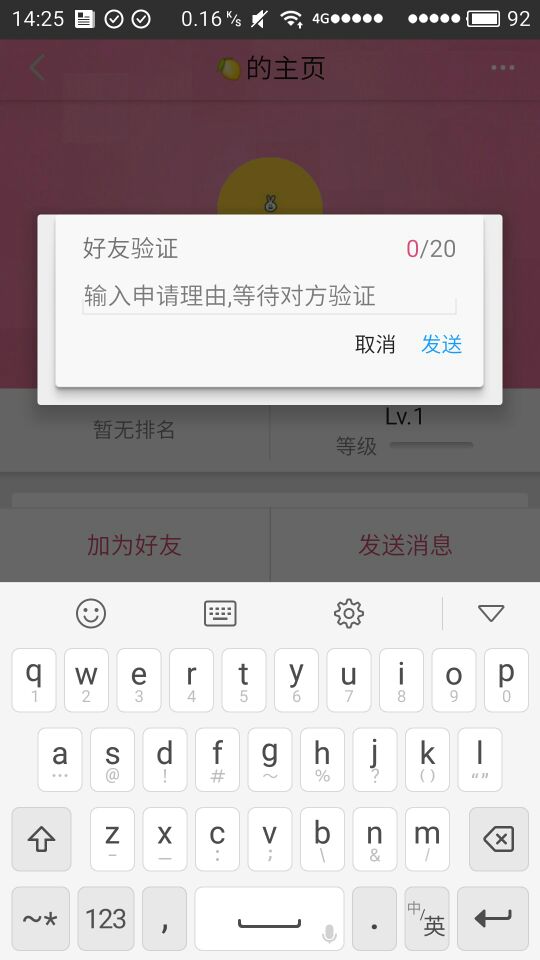 14:25 0.16 K/s 4G 92
🍋的主页
好友验证 0/20
输入申请理由,等待对方验证
取消 发送
暂无排名
Lv.1
等级
加为好友 发送消息
q w e r t y u i o p
1 2 3 4 5 6 7 8 9 0
a s d f g h j k l
… @ ! # ～ % ? ( ) “”
z x c v b n m
– — : ; \ & /
~* 123 , . 中/英